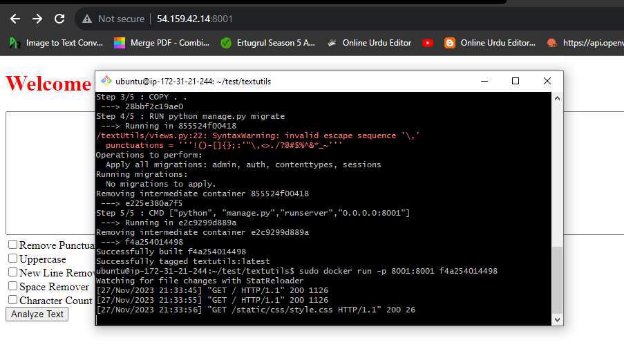 Not secure | 54.159.42.14:8001
Image to Text Conv... Merge PDF - Combi... Ertugrul Season 5 A... Online Urdu Editor Online Urdu Editor... https://api.openv
Welcome
ubuntu@ip-172-31-21-244: ~/test/textutils
Step 3/5 : COPY . .
---> 28bbf2c19ae0
Step 4/5 : RUN python manage.py migrate
---> Running in 855524f00418
/textUtils/views.py:22: SyntaxWarning: invalid escape sequence '\,'
punctuations = '''!()-[]{};:'"\,<>./?@#$%^&*_~'''
Operations to perform:
Apply all migrations: admin, auth, contenttypes, sessions
Running migrations:
No migrations to apply.
Removing intermediate container 855524f00418
---> e225e380a7f5
Step 5/5 : CMD ["python", "manage.py","runserver","0.0.0.0:8001"]
---> Running in e2c9299d889a
Removing intermediate container e2c9299d889a
---> f4a254014498
Successfully built f4a254014498
Successfully tagged textutils:latest
ubuntu@ip-172-31-21-244:~/test/textutils$ sudo docker run -p 8001:8001 f4a254014498
Watching for file changes with StatReloader
[27/Nov/2023 21:33:45] "GET / HTTP/1.1" 200 1126
[27/Nov/2023 21:33:55] "GET / HTTP/1.1" 200 1126
[27/Nov/2023 21:33:56] "GET /static/css/style.css HTTP/1.1" 200 26
Remove Punctua
Uppercase
New Line Remov
Space Remover
Character Count
Analyze Text